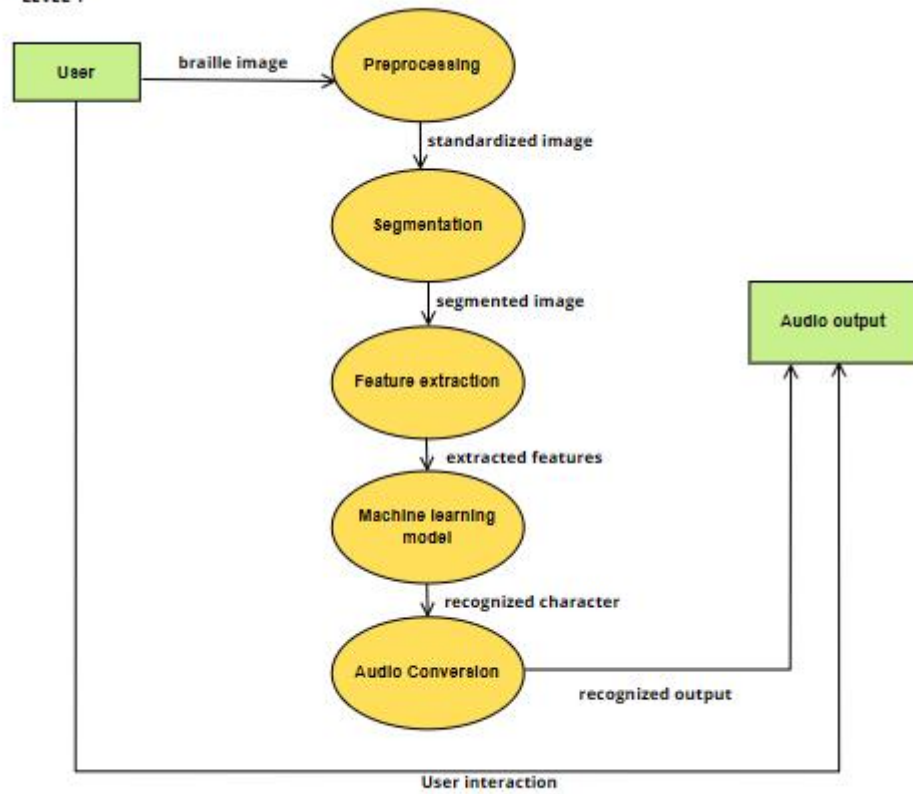 User
braille image
Preprocessing
standardized image
Segmentation
segmented image
Audio output
Feature extraction
extracted features
Machine learning
model
recognized character
Audio Conversion
recognized output
User interaction